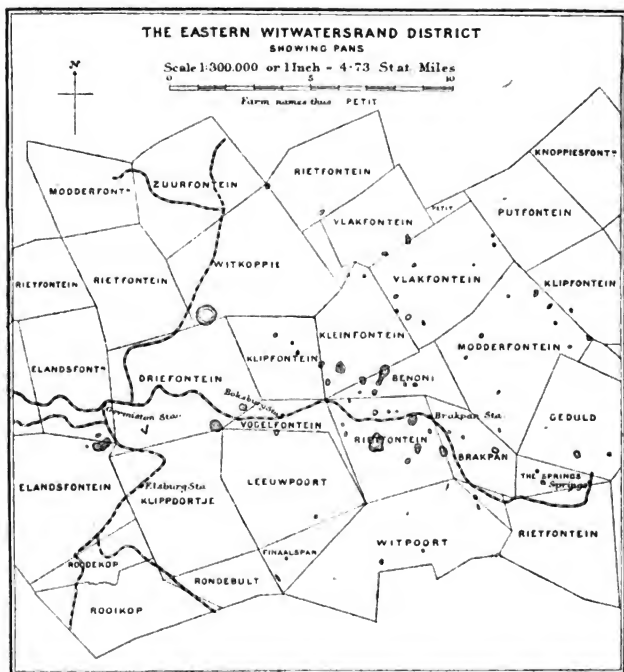 THE EASTERN WITWATERSRAND DISTRICT
SHOWING PANS
Scale 1:300.000 or 1 Inch = 4·73 Stat. Miles
0 5 10
Farm names thus PETIT
N
KNOPPIESFONTN
RIETFONTEIN
ZUURFONTEIN
MODDERFONTN
PETIT
PUTFONTEIN
VLAKFONTEIN
WITKOPPIE
RIETFONTEIN
RIETFONTEIN
VLAKFONTEIN
KLIPFONTEIN
KLEINFONTEIN
MODDERFONTEIN
KLIPFONTEIN
ELANDSFONTN
DRIEFONTEIN
BENONI
Boksburg Sta.
Germiston Sta.
Brakpan Sta.
GEDULD
VOGELFONTEIN
RIETFONTEIN
BRAKPAN
THE SPRINGS
Springs
ELANDSFONTEIN
Elsburg Sta.
KLIPPOORTJE
LEEUWPOORT
WITPOORT
RIETFONTEIN
FINAALSPAN
ROODEKOP
RONDEBULT
ROOIKOP